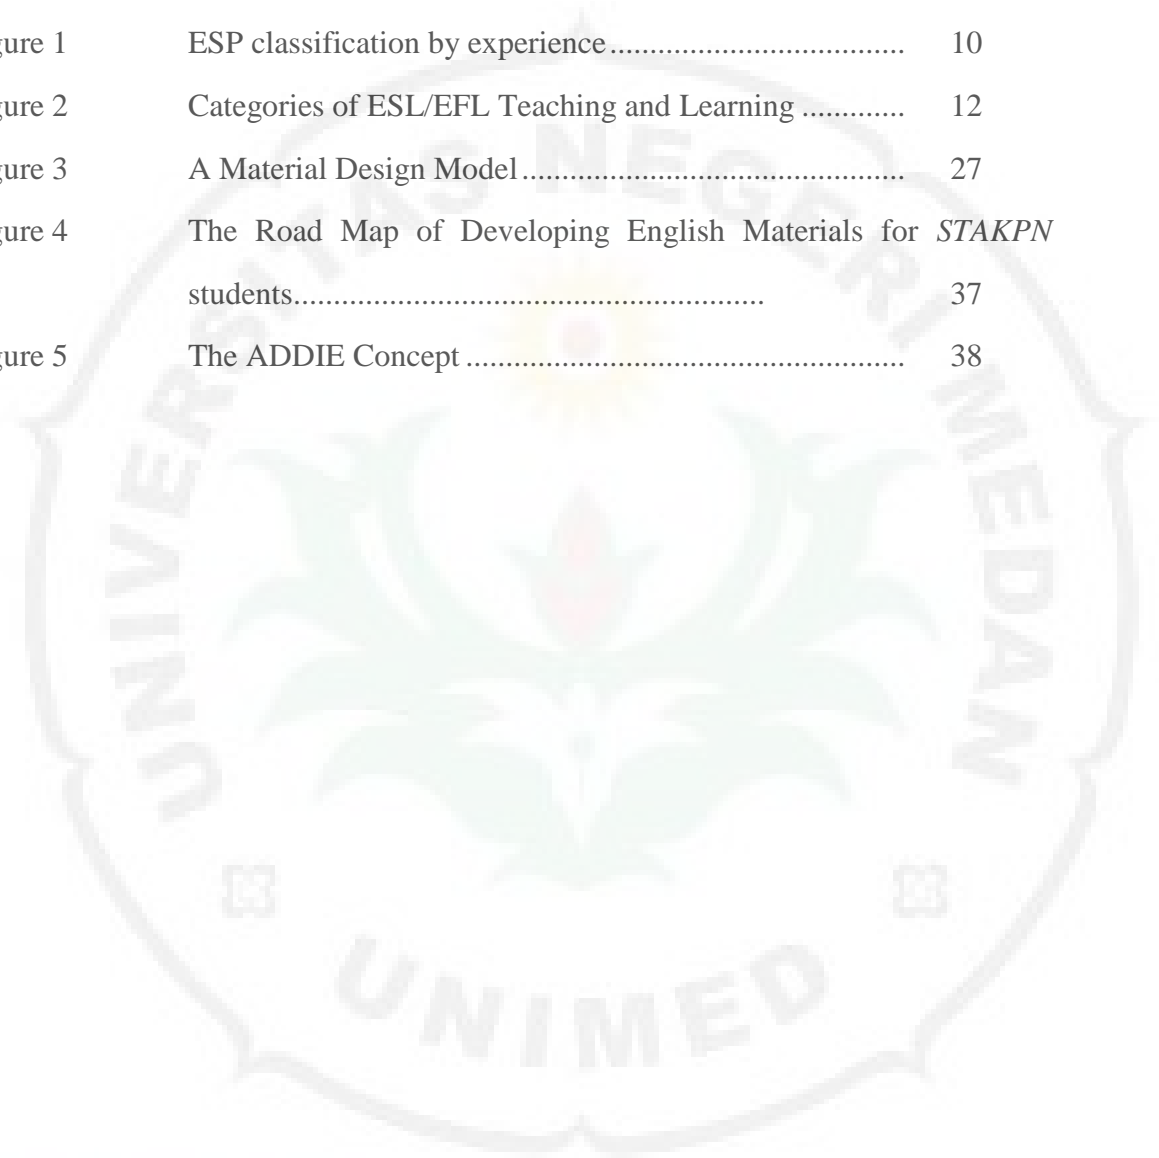 gure 1 ESP classification by experience..................................... 10
gure 2 Categories of ESL/EFL Teaching and Learning ............. 12
gure 3 A Material Design Model................................................ 27
gure 4 The Road Map of Developing English Materials for STAKPN
students.................................................... 37
gure 5 The ADDIE Concept ....................................................... 38
UNIVERSITAS NEGERI MEDAN
UNIMED